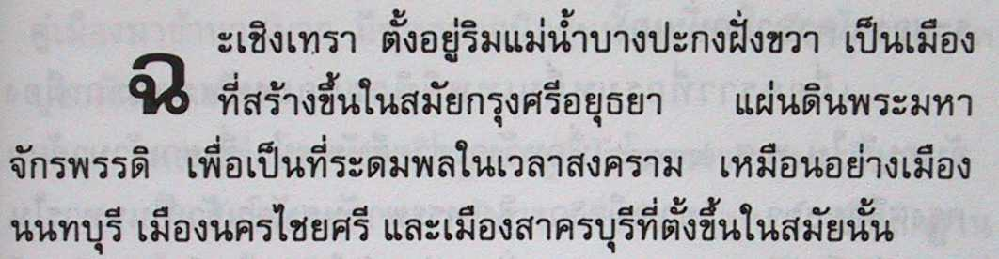 ฉะเชิงเทรา ตั้งอยู่ริมแม่น้ำบางปะกงฝั่งขวา เป็นเมือง
ที่สร้างขึ้นในสมัยกรุงศรีอยุธยา แผ่นดินพระมหา
จักรพรรดิ เพื่อเป็นที่ระดมพลในเวลาสงคราม เหมือนอย่างเมือง
นนทบุรี เมืองนครไชยศรี และเมืองสาครบุรีที่ตั้งขึ้นในสมัยนั้น